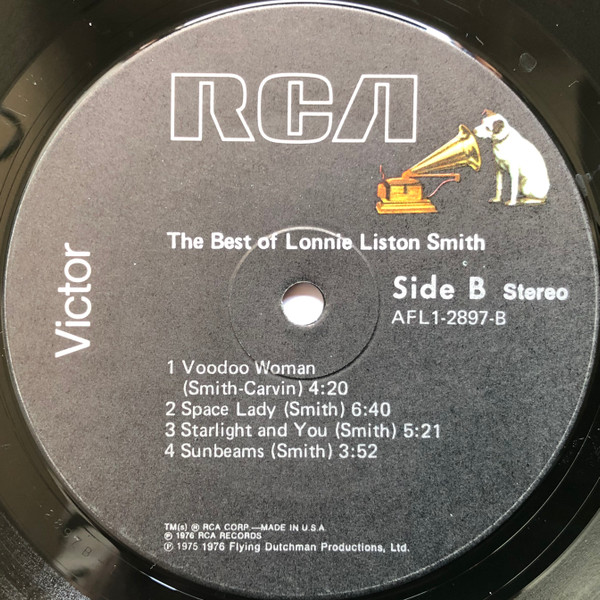 RCA
Victor
The Best of Lonnie Liston Smith
Side B Stereo
AFL1-2897-B
1 Voodoo Woman
(Smith-Carvin) 4:20
2 Space Lady (Smith) 6:40
3 Starlight and You (Smith) 5:21
4 Sunbeams (Smith) 3:52
TM(s) ® RCA CORP.—MADE IN U.S.A.
℗ 1976 RCA RECORDS
℗ 1975 1976 Flying Dutchman Productions, Ltd.